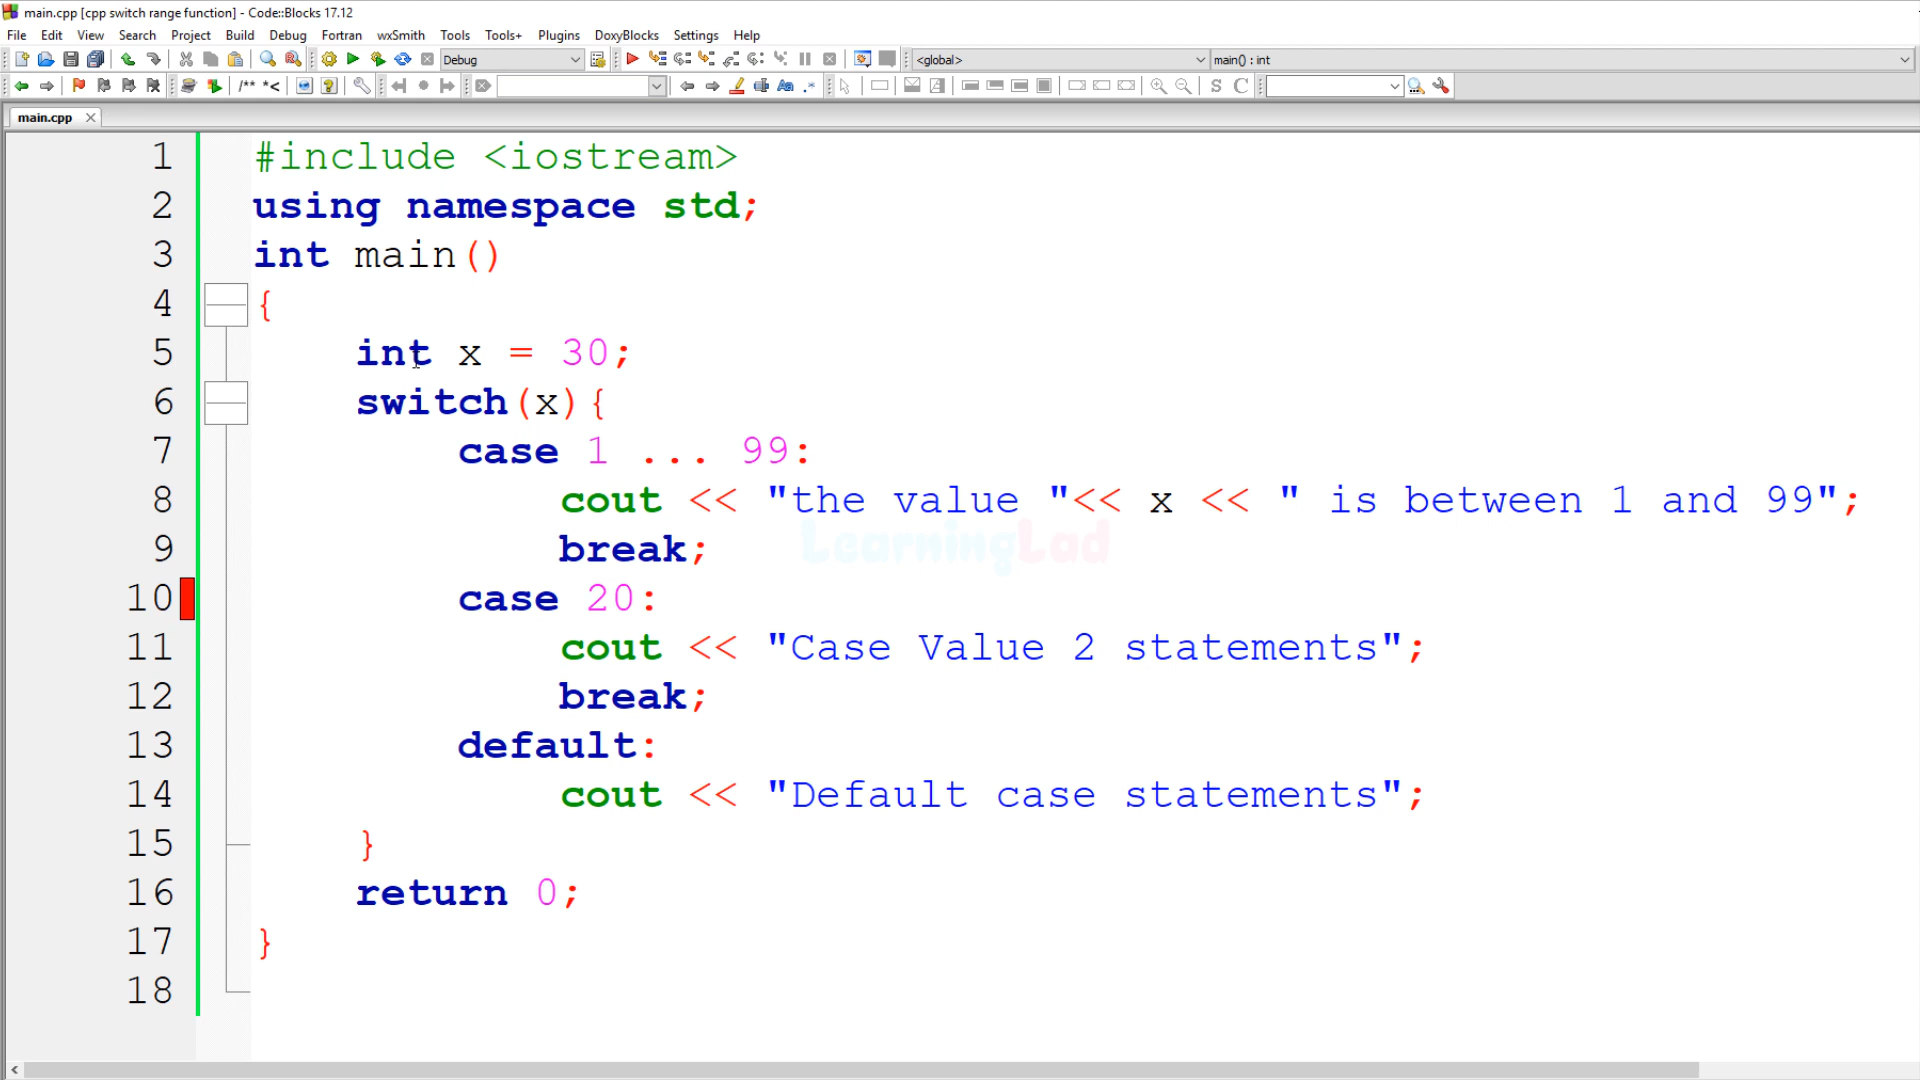 main.cpp [cpp switch range function] - Code::Blocks 17.12
File Edit View Search Project Build Debug Fortran wxSmith Tools Tools+ Plugins DoxyBlocks Settings Help
Debug <global> main() : int
/** *< Aa .* S C
main.cpp
1 #include <iostream>
2 using namespace std;
3 int main()
4 {
5 int x = 30;
6 switch(x){
7 case 1 ... 99:
8 cout << "the value "<< x << " is between 1 and 99";
LearningLad
9 break;
10 case 20:
11 cout << "Case Value 2 statements";
12 break;
13 default:
14 cout << "Default case statements";
15 }
16 return 0;
17 }
18